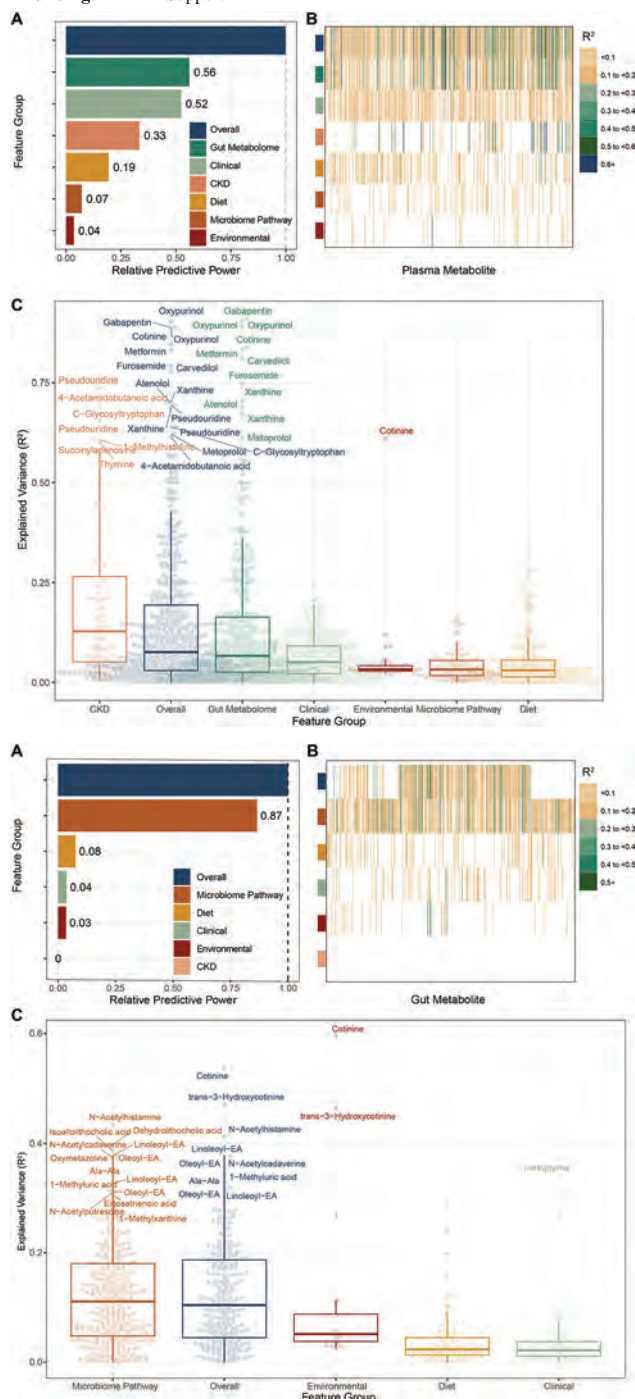 A
B
Feature Group
0.56
0.52
0.33
0.19
0.07
0.04
Overall
Gut Metabolome
Clinical
CKD
Diet
Microbiome Pathway
Environmental
0.00
0.25
0.50
0.75
1.00
Relative Predictive Power
Plasma Metabolite
R²
<0.1
0.1 to <0.2
0.2 to <0.3
0.3 to <0.4
0.4 to <0.5
0.5 to <0.6
0.6+
C
Explained Variance (R²)
0.75
0.50
0.25
0.00
Oxypurinol
Gabapentin
Cotinine
Oxypurinol
Metformin
Furosemide
Carvedilol
Atenolol
Xanthine
Pseudouridine
Xanthine
Pseudouridine
Metoprolol
C-Glycosyltryptophan
4-Acetamidobutanoic acid
Gabapentin
Oxypurinol
Oxypurinol
Cotinine
Metformin
Carvedilol
Furosemide
Xanthine
Atenolol
Xanthine
Metoprolol
Pseudouridine
4-Acetamidobutanoic acid
C-Glycosyltryptophan
Pseudouridine
1-Methylhistidine
Succinyladenosine
Thymine
Cotinine
CKD
Overall
Gut Metabolome
Clinical
Environmental
Microbiome Pathway
Diet
Feature Group
A
B
Feature Group
0.87
0.08
0.04
0.03
0
Overall
Microbiome Pathway
Diet
Clinical
Environmental
CKD
0.00
0.25
0.50
0.75
1.00
Relative Predictive Power
Gut Metabolite
R²
<0.1
0.1 to <0.2
0.2 to <0.3
0.3 to <0.4
0.4 to <0.5
0.5+
C
Explained Variance (R²)
0.6
0.4
0.2
0.0
N-Acetylhistamine
Isoallolithocholic acid
Dehydrolithocholic acid
N-Acetylcadaverine
Linoleoyl-EA
Oxymetazoline
Oleoyl-EA
Ala-Ala
1-Methyluric acid
Linoleoyl-EA
Oleoyl-EA
Eicosatrienoic acid
N-Acetylputrescine
1-Methylxanthine
Cotinine
trans-3-Hydroxycotinine
N-Acetylhistamine
Linoleoyl-EA
Oleoyl-EA
N-Acetylcadaverine
Ala-Ala
1-Methyluric acid
Oleoyl-EA
Linoleoyl-EA
Cotinine
trans-3-Hydroxycotinine
Microbiome Pathway
Overall
Environmental
Diet
Clinical
Feature Group